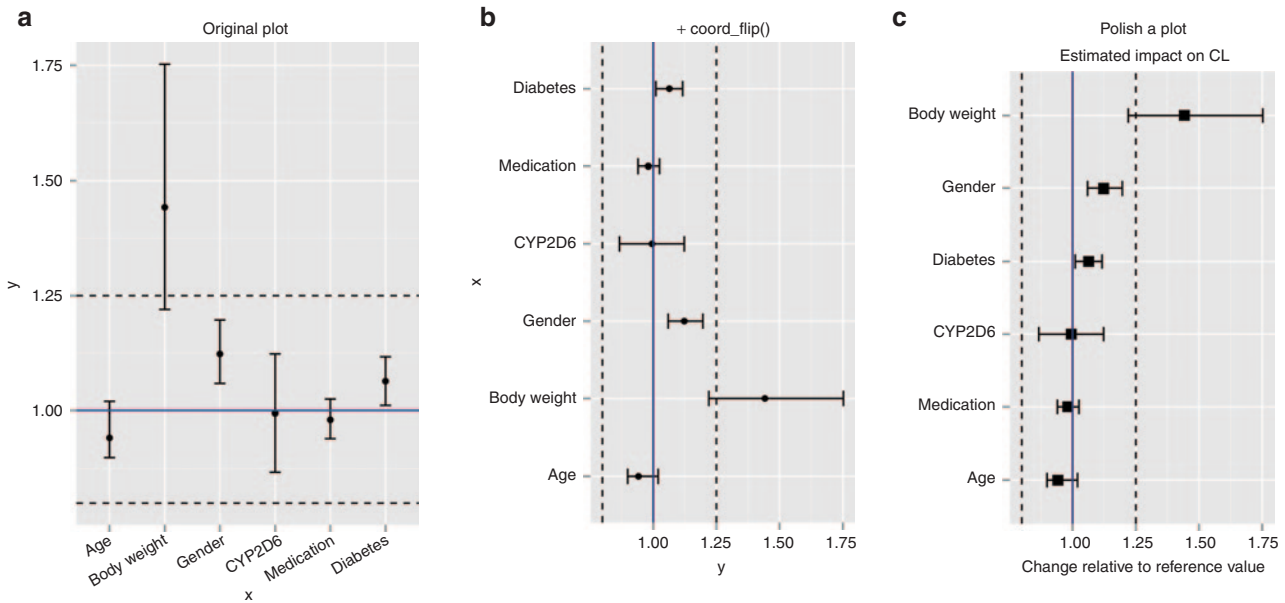 a
Original plot
y
1.75
1.50
1.25
1.00
Age
Body weight
Gender
CYP2D6
Medication
Diabetes
x
b
+ coord_flip()
x
Diabetes
Medication
CYP2D6
Gender
Body weight
Age
1.00 1.25 1.50 1.75
y
c
Polish a plot
Estimated impact on CL
Body weight
Gender
Diabetes
CYP2D6
Medication
Age
1.00 1.25 1.50 1.75
Change relative to reference value